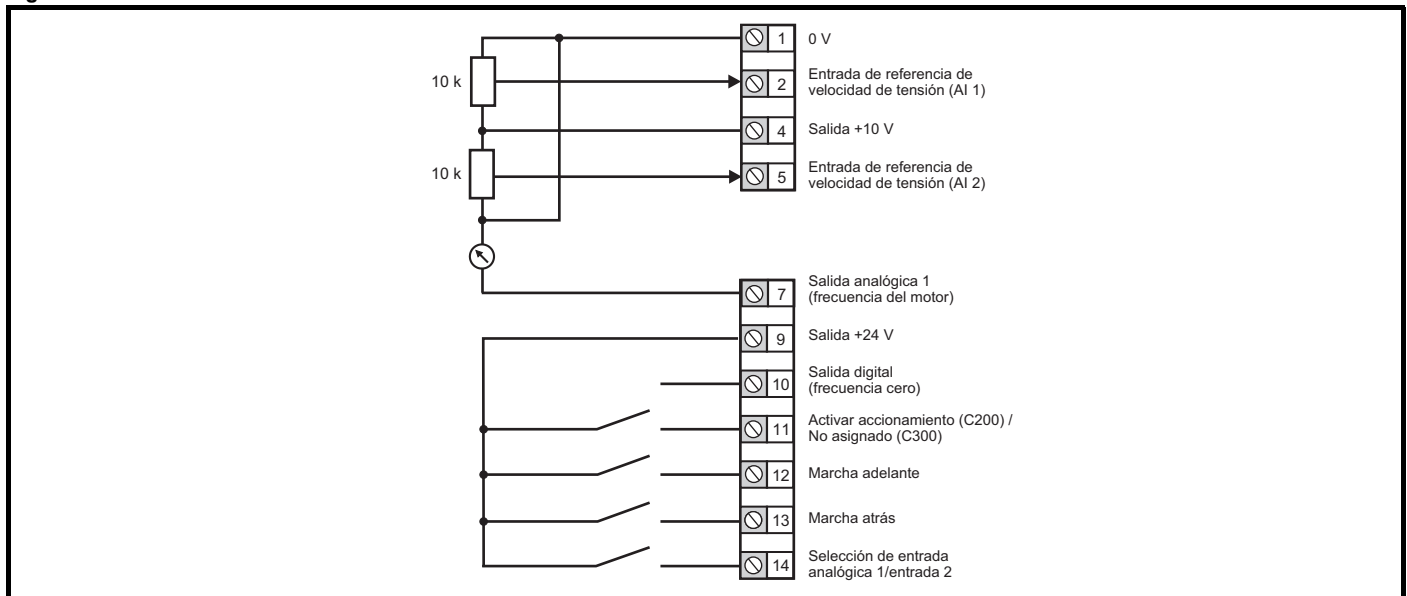 1 0 V
10 k
2 Entrada de referencia de
velocidad de tensión (AI 1)
4 Salida +10 V
10 k
5 Entrada de referencia de
velocidad de tensión (AI 2)
7 Salida analógica 1
(frecuencia del motor)
9 Salida +24 V
10 Salida digital
(frecuencia cero)
11 Activar accionamiento (C200) /
No asignado (C300)
12 Marcha adelante
13 Marcha atrás
14 Selección de entrada
analógica 1/entrada 2